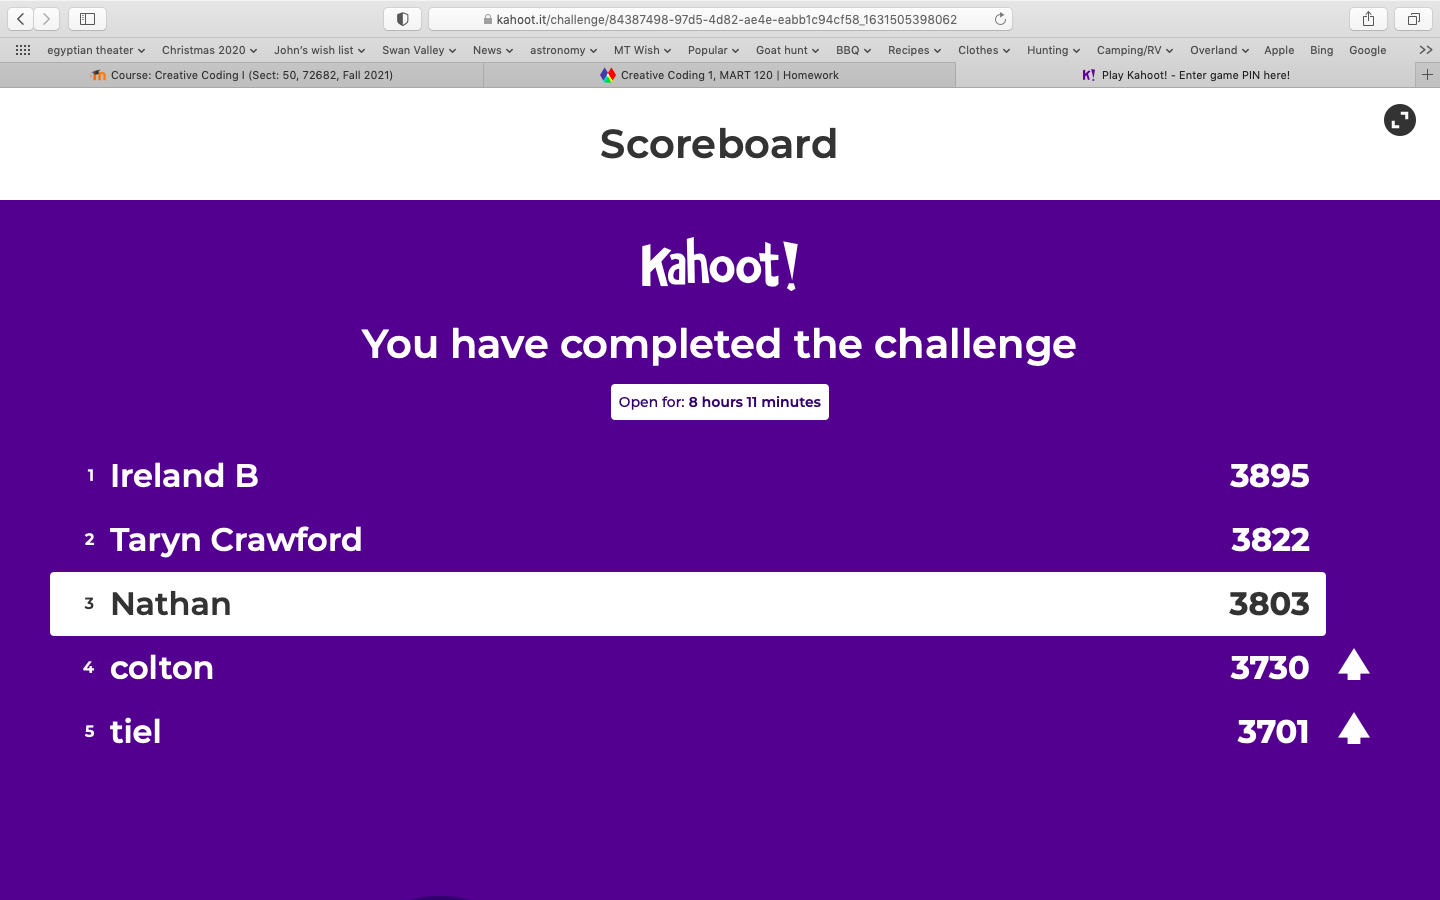 kahoot.it/challenge/84387498-97d5-4d82-ae4e-eabb1c94cf58_1631505398062
egyptian theater Christmas 2020 John's wish list Swan Valley News astronomy MT Wish Popular Goat hunt BBQ Recipes Clothes Hunting Camping/RV Overland Apple Bing Google >>
Course: Creative Coding I (Sect: 50, 72682, Fall 2021) Creative Coding 1, MART 120 | Homework K! Play Kahoot! - Enter game PIN here! +
Scoreboard
Kahoot!
You have completed the challenge
Open for: 8 hours 11 minutes
1 Ireland B 3895
2 Taryn Crawford 3822
3 Nathan 3803
4 colton 3730
5 tiel 3701